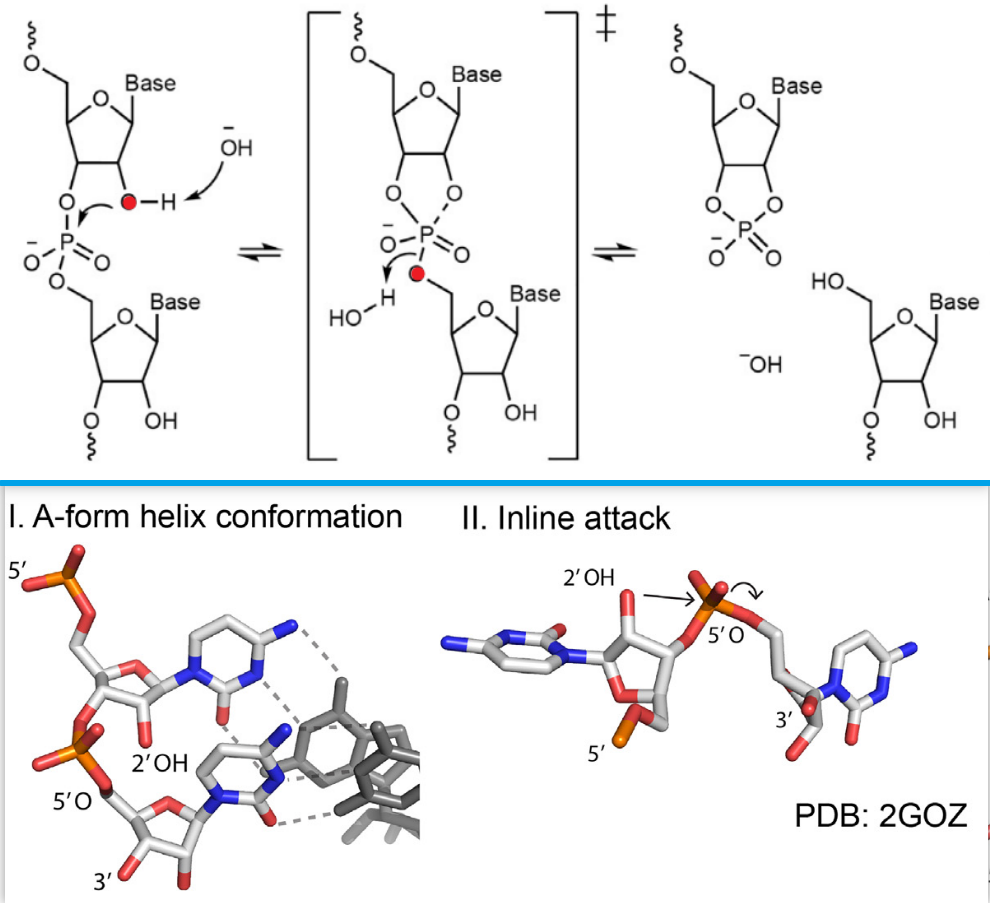 O
Base
O
−
OH
O
H
−
O
P
O
O
Base
O
O
OH
‡
O
Base
O
O
O
−
O
P
O
H
HO
Base
O
O
OH
O
Base
O
O
O
−
P
O
O
HO
Base
O
−OH
O
OH
I. A-form helix conformation
II. Inline attack
5′
2′OH
5′O
3′
2′OH
5′O
3′
5′
PDB: 2GOZ